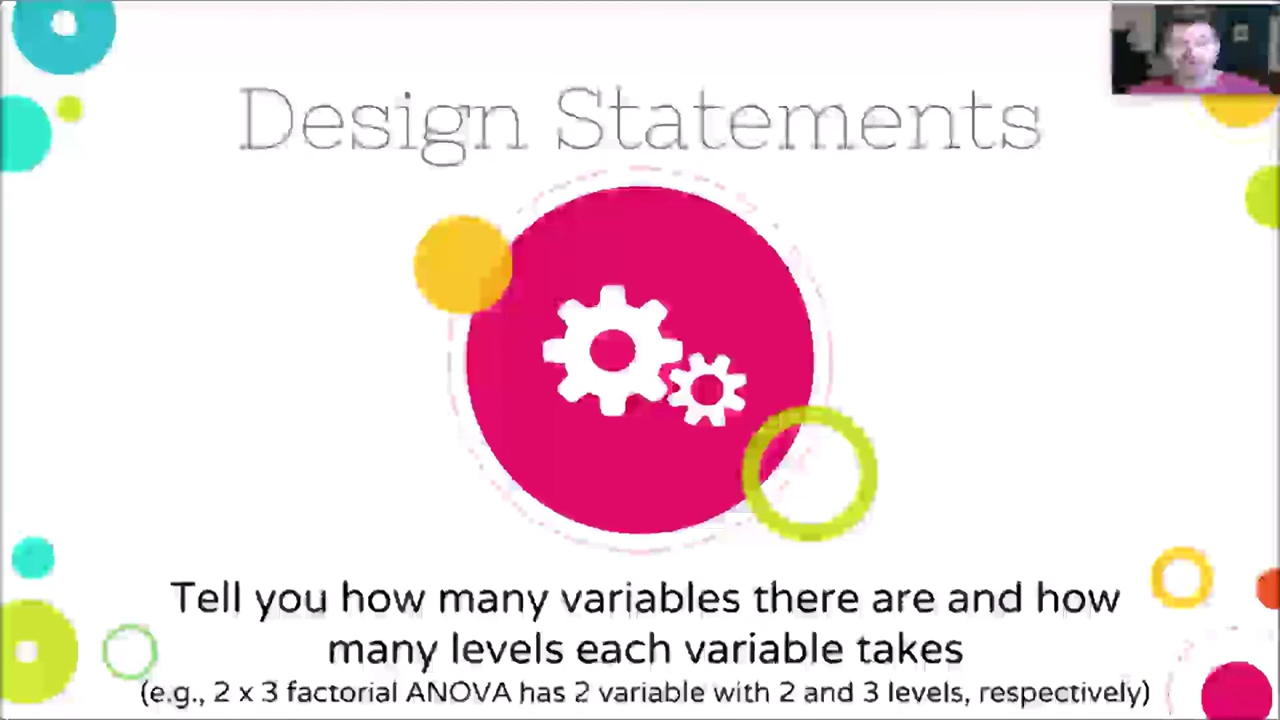 Design Statements
Tell you how many variables there are and how
many levels each variable takes
(e.g., 2 x 3 factorial ANOVA has 2 variable with 2 and 3 levels, respectively)